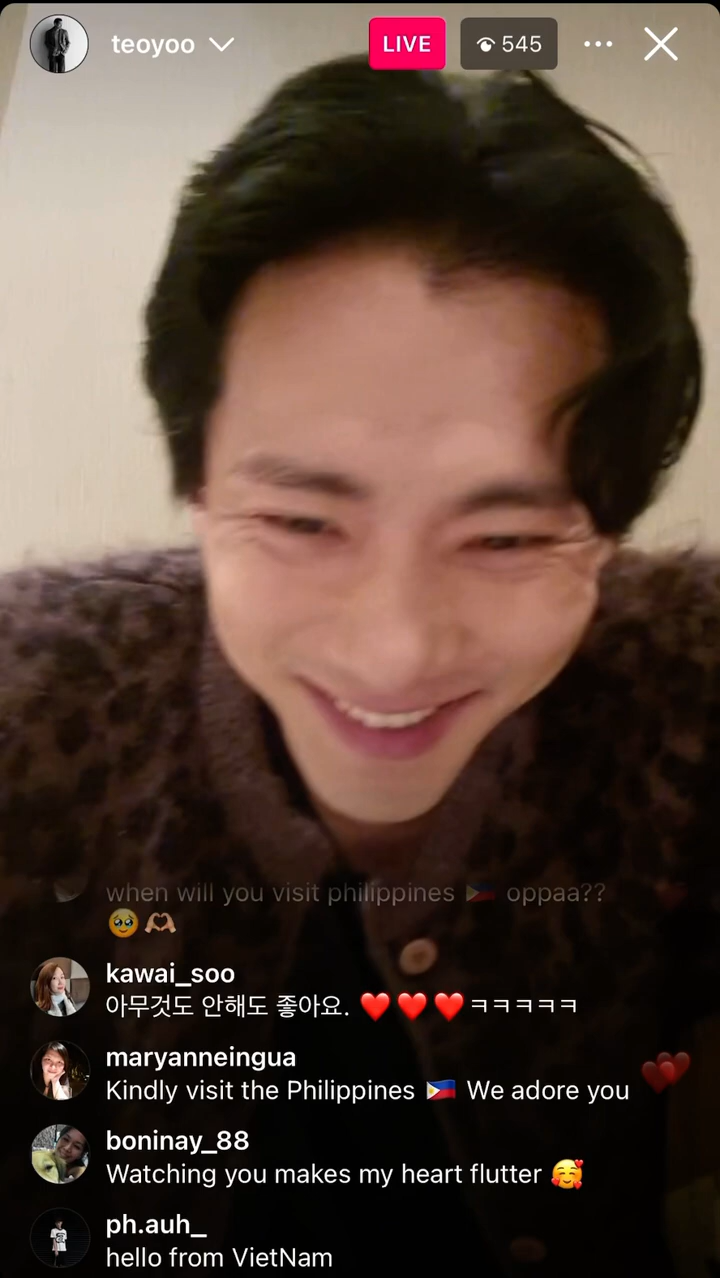 teoyoo
LIVE
545
when will you visit philippines 🇵🇭 oppaa??
🥹🫶🏻
kawai_soo
아무것도 안해도 좋아요. ❤️❤️❤️ㅋㅋㅋㅋㅋ
maryanneingua
Kindly visit the Philippines 🇵🇭 We adore you
boninay_88
Watching you makes my heart flutter 🥰
ph.auh_
hello from VietNam